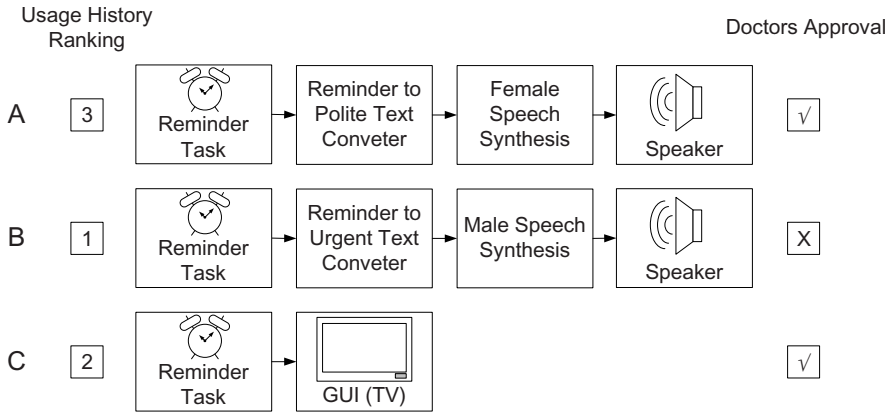 Usage History
Ranking
Doctors Approval
A
3
Reminder
Task
Reminder to
Polite Text
Conveter
Female
Speech
Synthesis
Speaker
√
B
1
Reminder
Task
Reminder to
Urgent Text
Conveter
Male Speech
Synthesis
Speaker
X
C
2
Reminder
Task
GUI (TV)
√